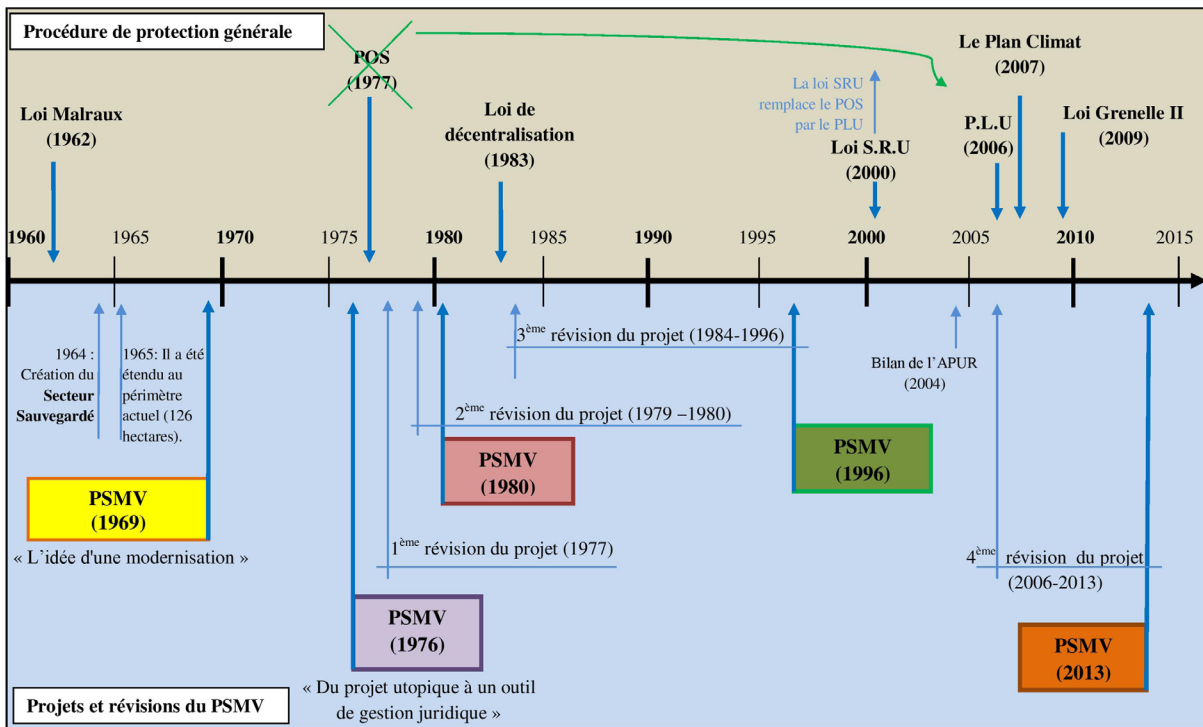 Procédure de protection générale
POS
(1977)
Le Plan Climat
(2007)
La loi SRU
remplace le POS
par le PLU
Loi Malraux
(1962)
Loi de
décentralisation
(1983)
Loi S.R.U
(2000)
P.L.U
(2006)
Loi Grenelle II
(2009)
1960 1965 1970 1975 1980 1985 1990 1995 2000 2005 2010 2015
1964 :
Création du
Secteur
Sauvegardé
1965: Il a été
étendu au
périmètre
actuel (126
hectares).
3ème révision du projet (1984-1996)
Bilan de l’APUR
(2004)
2ème révision du projet (1979 –1980)
PSMV
(1980)
PSMV
(1996)
PSMV
(1969)
« L’idée d'une modernisation »
1ème révision du projet (1977)
4ème révision du projet
(2006-2013)
PSMV
(1976)
PSMV
(2013)
« Du projet utopique à un outil
de gestion juridique »
Projets et révisions du PSMV